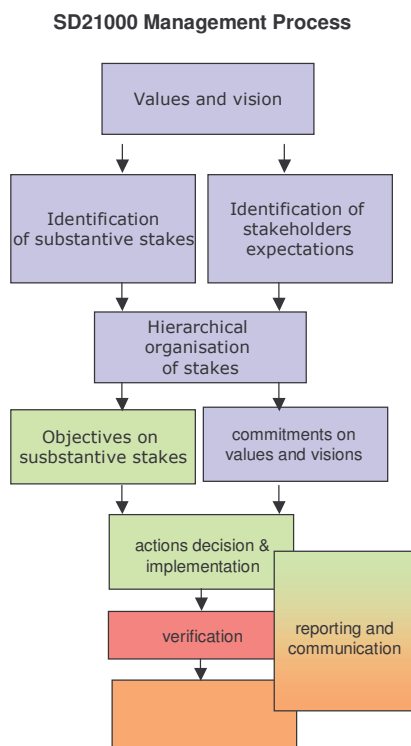 SD21000 Management Process
Values and vision
Identification
of substantive stakes
Identification of
stakeholders
expectations
Hierarchical
organisation
of stakes
Objectives on
susbstantive stakes
commitments on
values and visions
actions decision &
implementation
reporting and
communication
verification